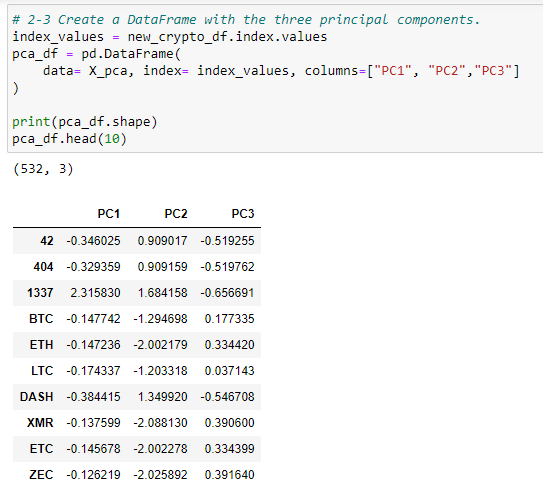 # 2-3 Create a DataFrame with the three principal components.
index_values = new_crypto_df.index.values
pca_df = pd.DataFrame(
    data= X_pca, index= index_values, columns=["PC1", "PC2","PC3"]
)
print(pca_df.shape)
pca_df.head(10)
(532, 3)
PC1 PC2 PC3
42 -0.346025 0.909017 -0.519255
404 -0.329359 0.909159 -0.519762
1337 2.315830 1.684158 -0.656691
BTC -0.147742 -1.294698 0.177335
ETH -0.147236 -2.002179 0.334420
LTC -0.174337 -1.203318 0.037143
DASH -0.384415 1.349920 -0.546708
XMR -0.137599 -2.088130 0.390600
ETC -0.145678 -2.002278 0.334399
ZEC -0.126219 -2.025892 0.391640